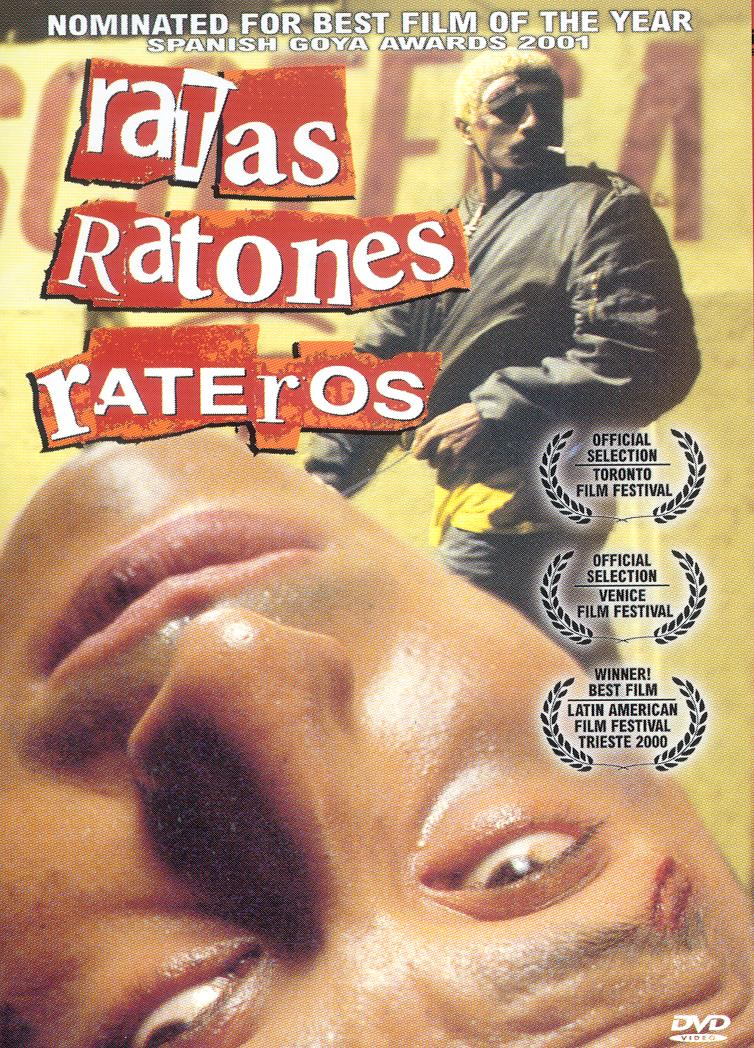 NOMINATED FOR BEST FILM OF THE YEAR
SPANISH GOYA AWARDS 2001
raTas
Ratones
rATErOS
OFFICIAL
SELECTION
TORONTO
FILM FESTIVAL
OFFICIAL
SELECTION
VENICE
FILM FESTIVAL
WINNER!
BEST FILM
LATIN AMERICAN
FILM FESTIVAL
TRIESTE 2000
DVD
VIDEO